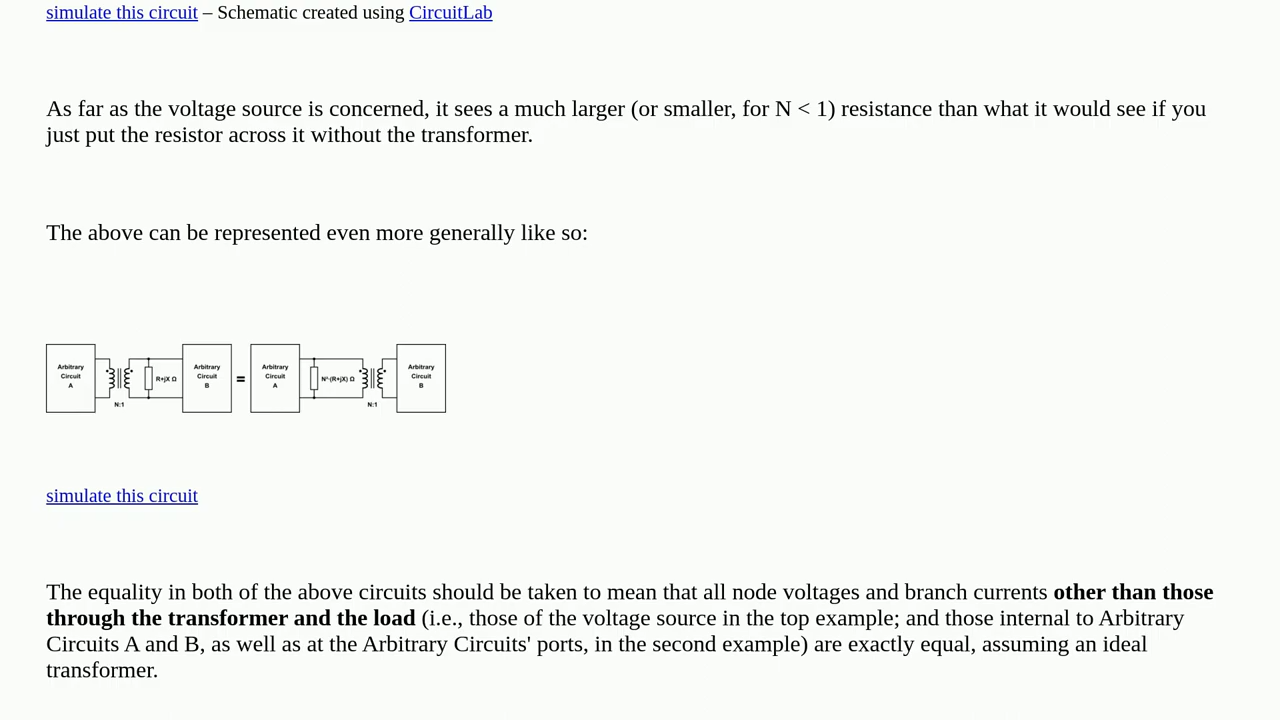 simulate this circuit – Schematic created using CircuitLab
As far as the voltage source is concerned, it sees a much larger (or smaller, for N < 1) resistance than what it would see if you
just put the resistor across it without the transformer.
The above can be represented even more generally like so:
Arbitrary
Circuit
A
N:1
R+jX Ω
Arbitrary
Circuit
B
=
Arbitrary
Circuit
A
N²·(R+jX) Ω
N:1
Arbitrary
Circuit
B
simulate this circuit
The equality in both of the above circuits should be taken to mean that all node voltages and branch currents other than those
through the transformer and the load (i.e., those of the voltage source in the top example; and those internal to Arbitrary
Circuits A and B, as well as at the Arbitrary Circuits' ports, in the second example) are exactly equal, assuming an ideal
transformer.